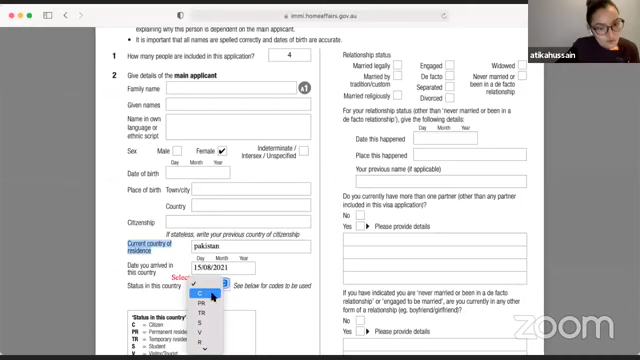 immi.homeaffairs.gov.au
explaining why this person is dependent on the main applicant.
• It is important that all names are spelled correctly and dates of birth are accurate.
1 How many people are included in this application?
4
2 Give details of the main applicant
Family name
Given names
Name in own
language or
ethnic script
Sex Male Female ✔ Indeterminate /
Intersex / Unspecified
Day Month Year
Date of birth
Place of birth Town/city
Country
Citizenship
If stateless, write your previous country of citizenship
Current country of
residence
pakistan
Day Month Year
Date you arrived in
this country
15/08/2021
Select
Status in this country
See below for codes to be used
✓
C
PR
TR
S
V
R
'Status in this country'
C = Citizen
PR = Permanent resident
TR = Temporary
S = Student
V = Visitor/Tourist
Relationship status
Married legally Engaged Widowed
Married by
tradition/custom
De facto
Never married or
been in a de facto
relationship
Separated
Married religiously Divorced
For your relationship status (other than 'never married or been in a
de facto relationship'), give the following details:
Day Month Year
Date this happened
Place this happened
Your previous name (if applicable)
Do you currently have more than one partner (other than any partner
included in this visa application)?
No
Yes Please provide details
If you have indicated you are 'never married or been in a de facto
relationship' or 'engaged to be married', are you currently in any other
form of a relationship (eg. boyfriend/girlfriend)?
No
Yes Please provide details
atikahussain
zoom